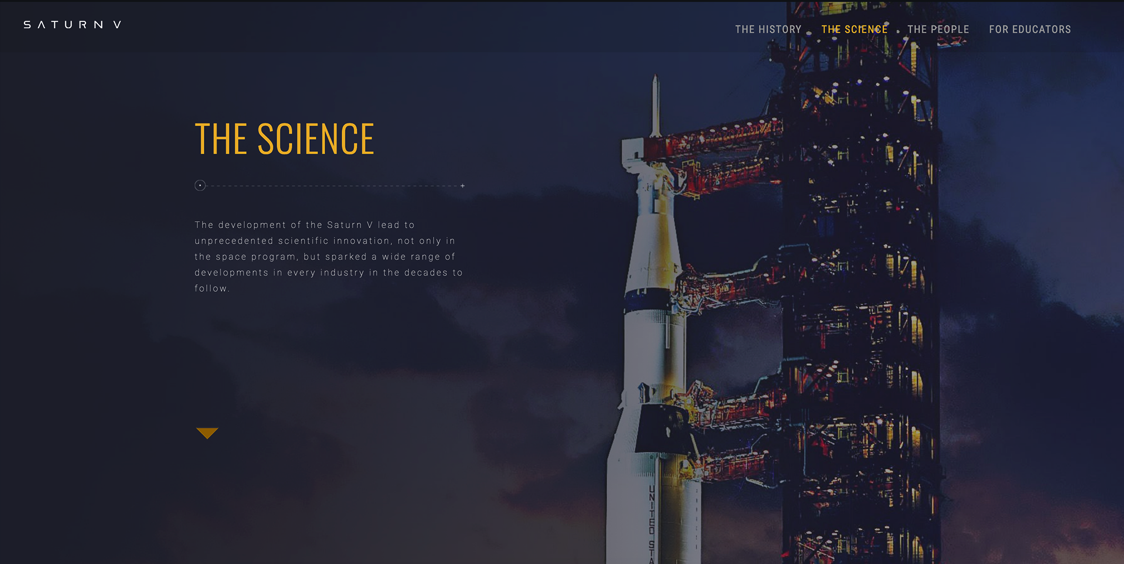 SATURN V
THE HISTORY THE SCIENCE THE PEOPLE FOR EDUCATORS
THE SCIENCE
The development of the Saturn V lead to
unprecedented scientific innovation, not only in
the space program, but sparked a wide range of
developments in every industry in the decades to
follow.
UNITED STA